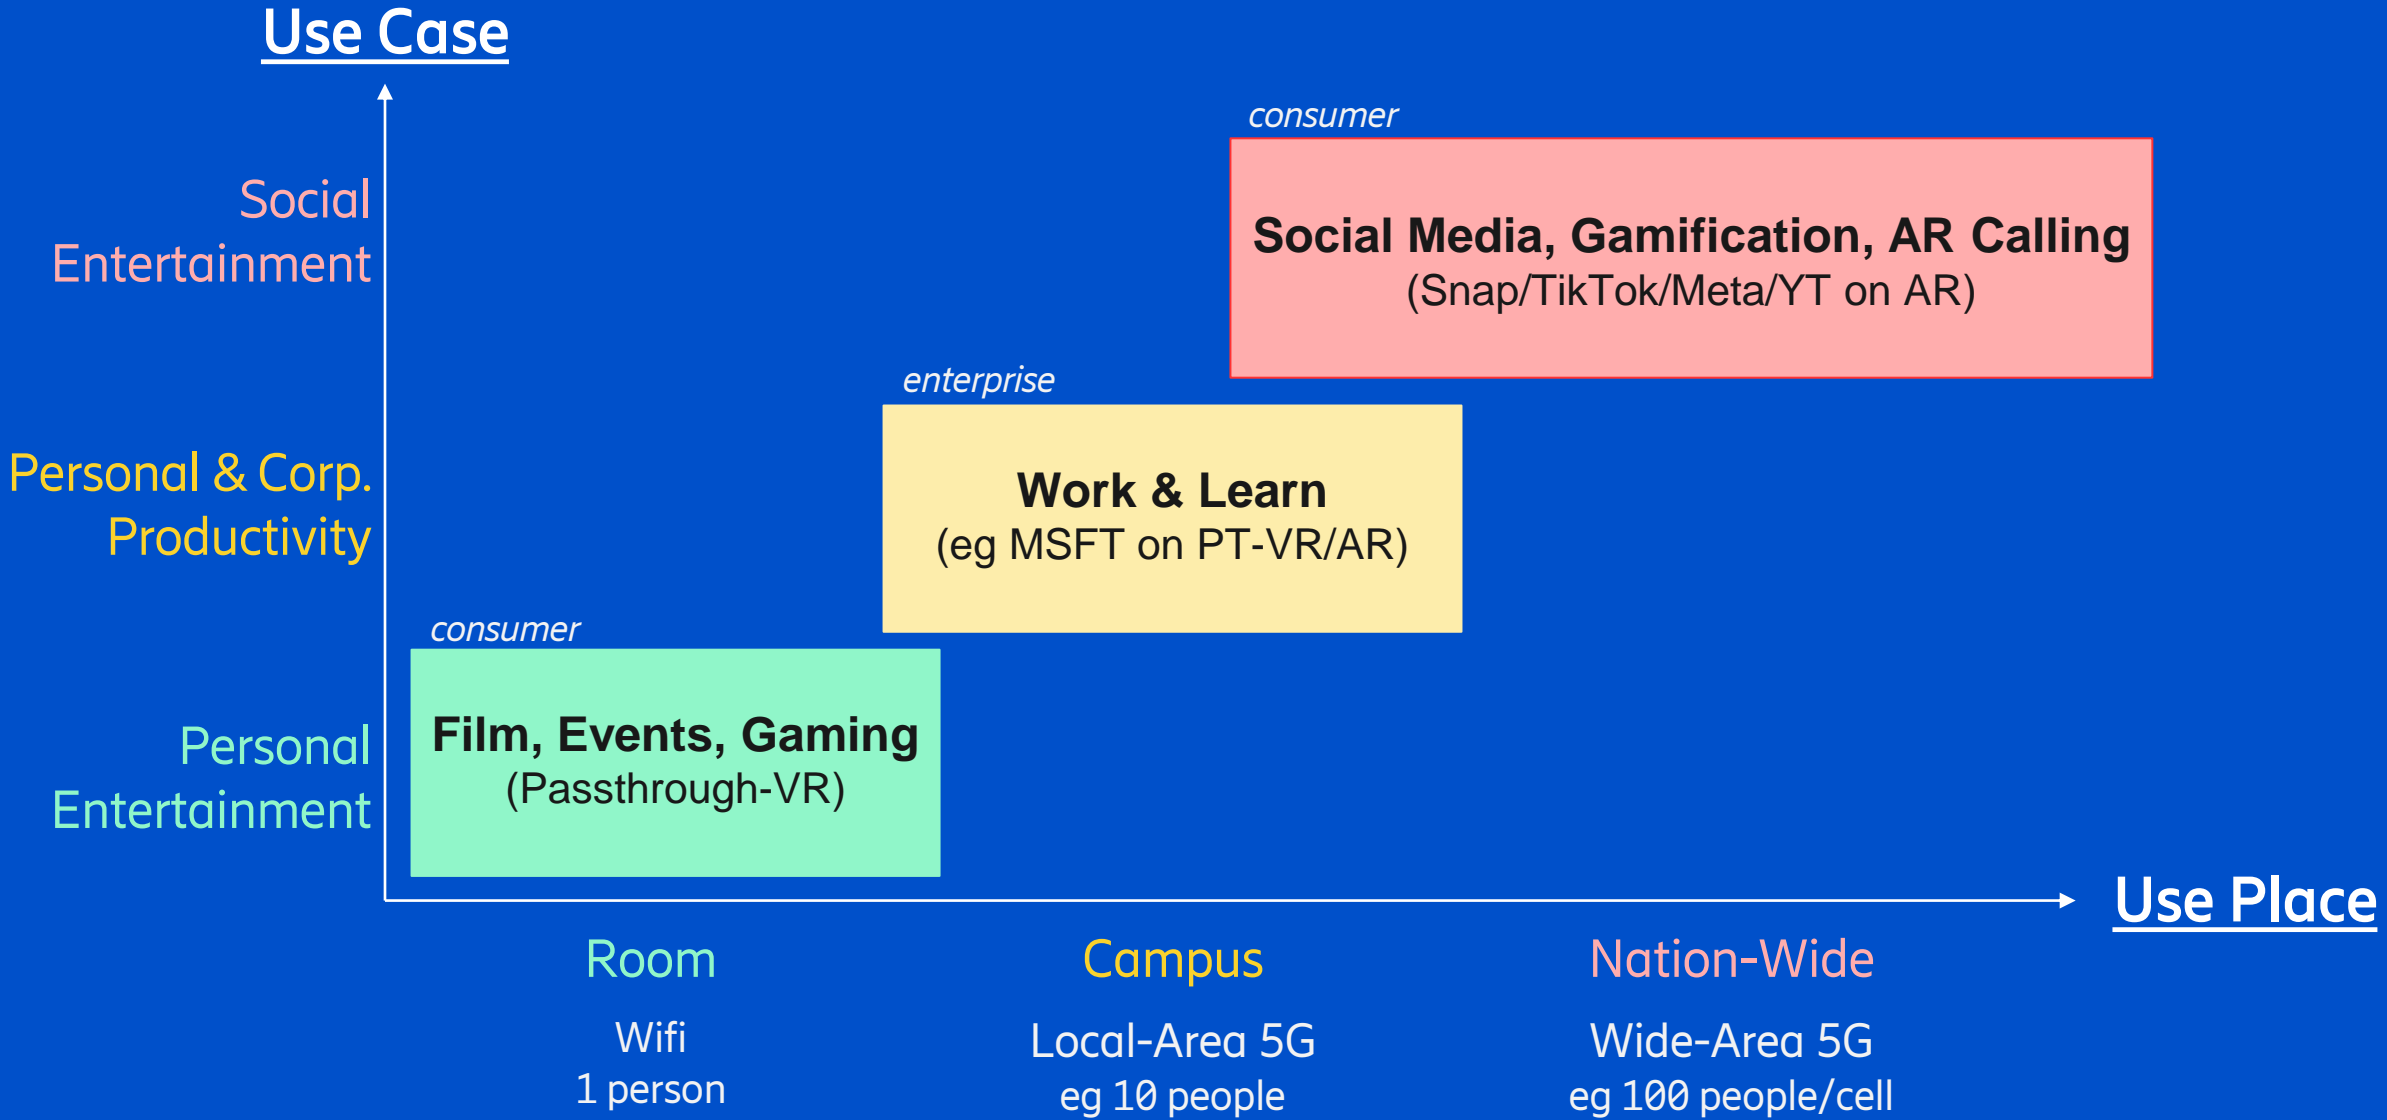 Use Case
consumer
Social Media, Gamification, AR Calling
(Snap/TikTok/Meta/YT on AR)
Social
Entertainment
enterprise
Work & Learn
(eg MSFT on PT-VR/AR)
Personal & Corp.
Productivity
consumer
Film, Events, Gaming
(Passthrough-VR)
Personal
Entertainment
Use Place
Room
Wifi
1 person
Campus
Local-Area 5G
eg 10 people
Nation-Wide
Wide-Area 5G
eg 100 people/cell